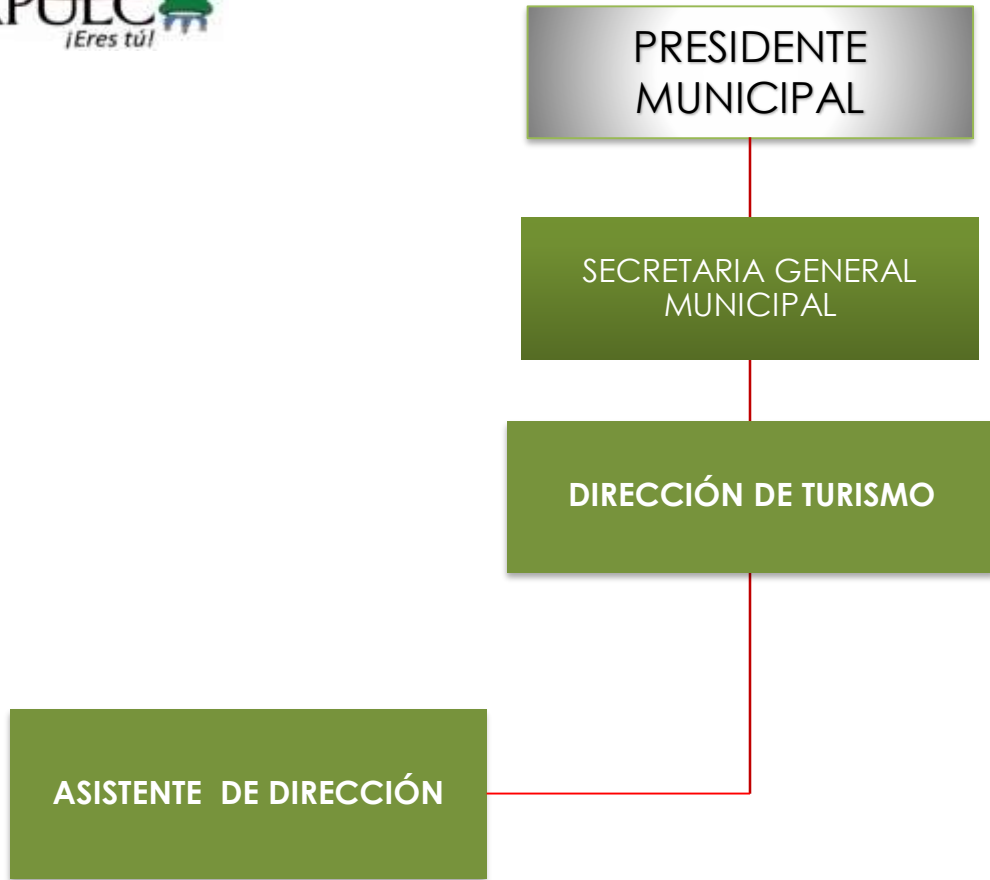 ¡Eres tú!
PRESIDENTE
MUNICIPAL
SECRETARIA GENERAL
MUNICIPAL
DIRECCIÓN DE TURISMO
ASISTENTE DE DIRECCIÓN